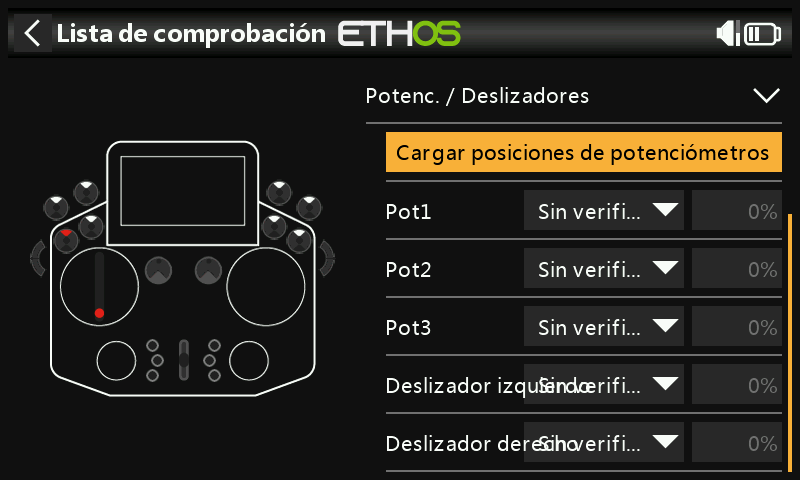 Lista de comprobación ETHOS
Potenc. / Deslizadores
Cargar posiciones de potenciómetros
Pot1 Sin verifi... 0%
Pot2 Sin verifi... 0%
Pot3 Sin verifi... 0%
Deslizador izquierdo Sin verifi... 0%
Deslizador derecho Sin verifi... 0%